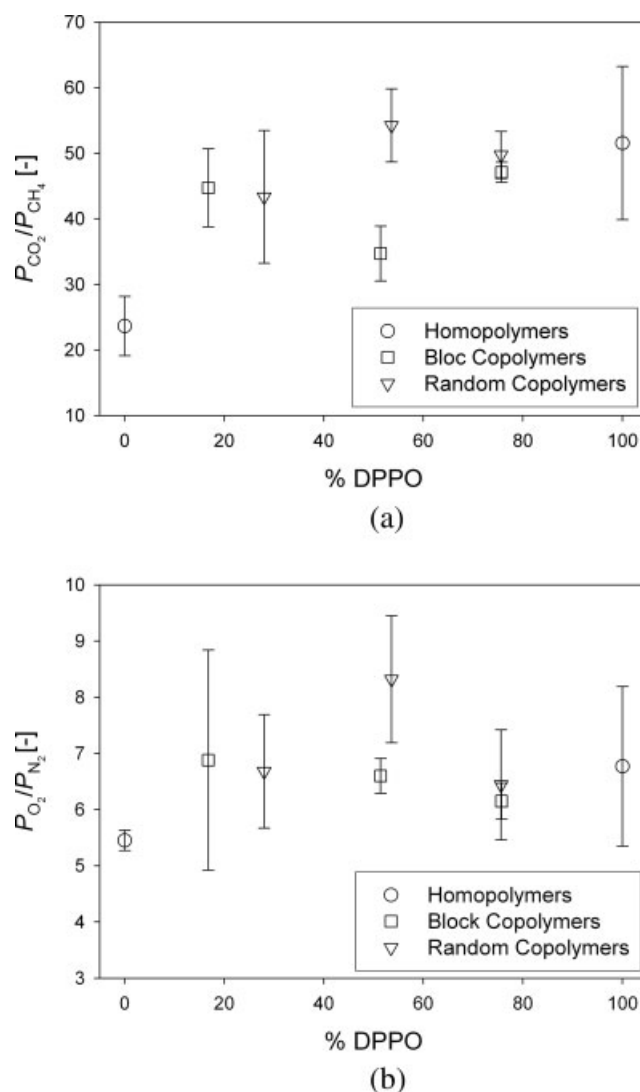 70
60
50
40
30
20
10
P_CO₂/P_CH₄ [-]
○ Homopolymers
□ Bloc Copolymers
▽ Random Copolymers
0 20 40 60 80 100
% DPPO
(a)
10
9
8
7
6
5
4
3
P_O₂/P_N₂ [-]
○ Homopolymers
□ Block Copolymers
▽ Random Copolymers
0 20 40 60 80 100
% DPPO
(b)